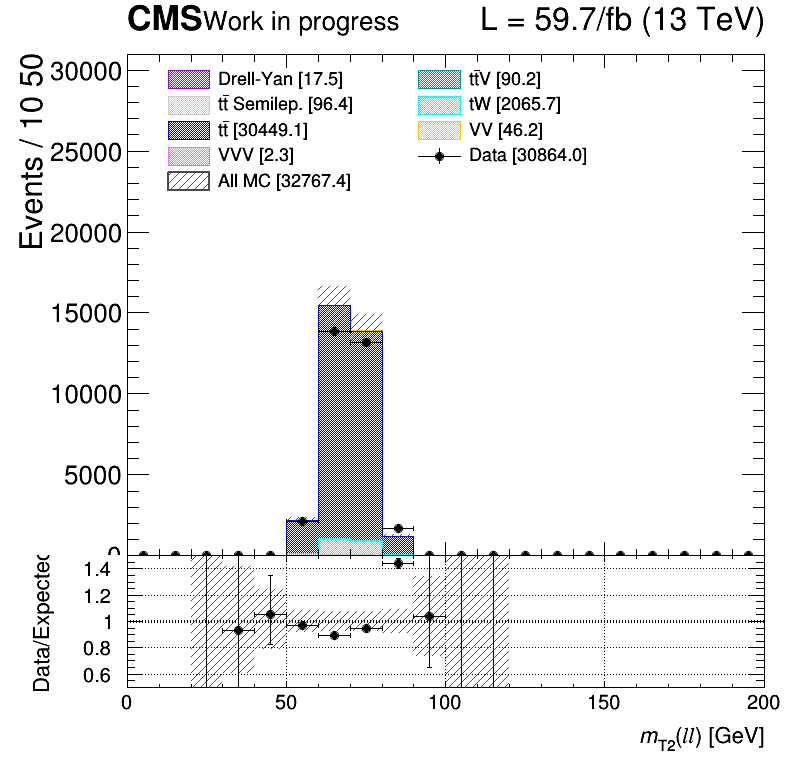 CMS Work in progress L = 59.7/fb (13 TeV)
Events / 10 50
30000
25000
20000
15000
10000
5000
0
Drell-Yan [17.5]
tt̄ Semilep. [96.4]
tt̄ [30449.1]
VVV [2.3]
All MC [32767.4]
tt̄V [90.2]
tW [2065.7]
VV [46.2]
Data [30864.0]
Data/Expected
1.4
1.2
1
0.8
0.6
0 50 100 150 200
mT2(ll) [GeV]